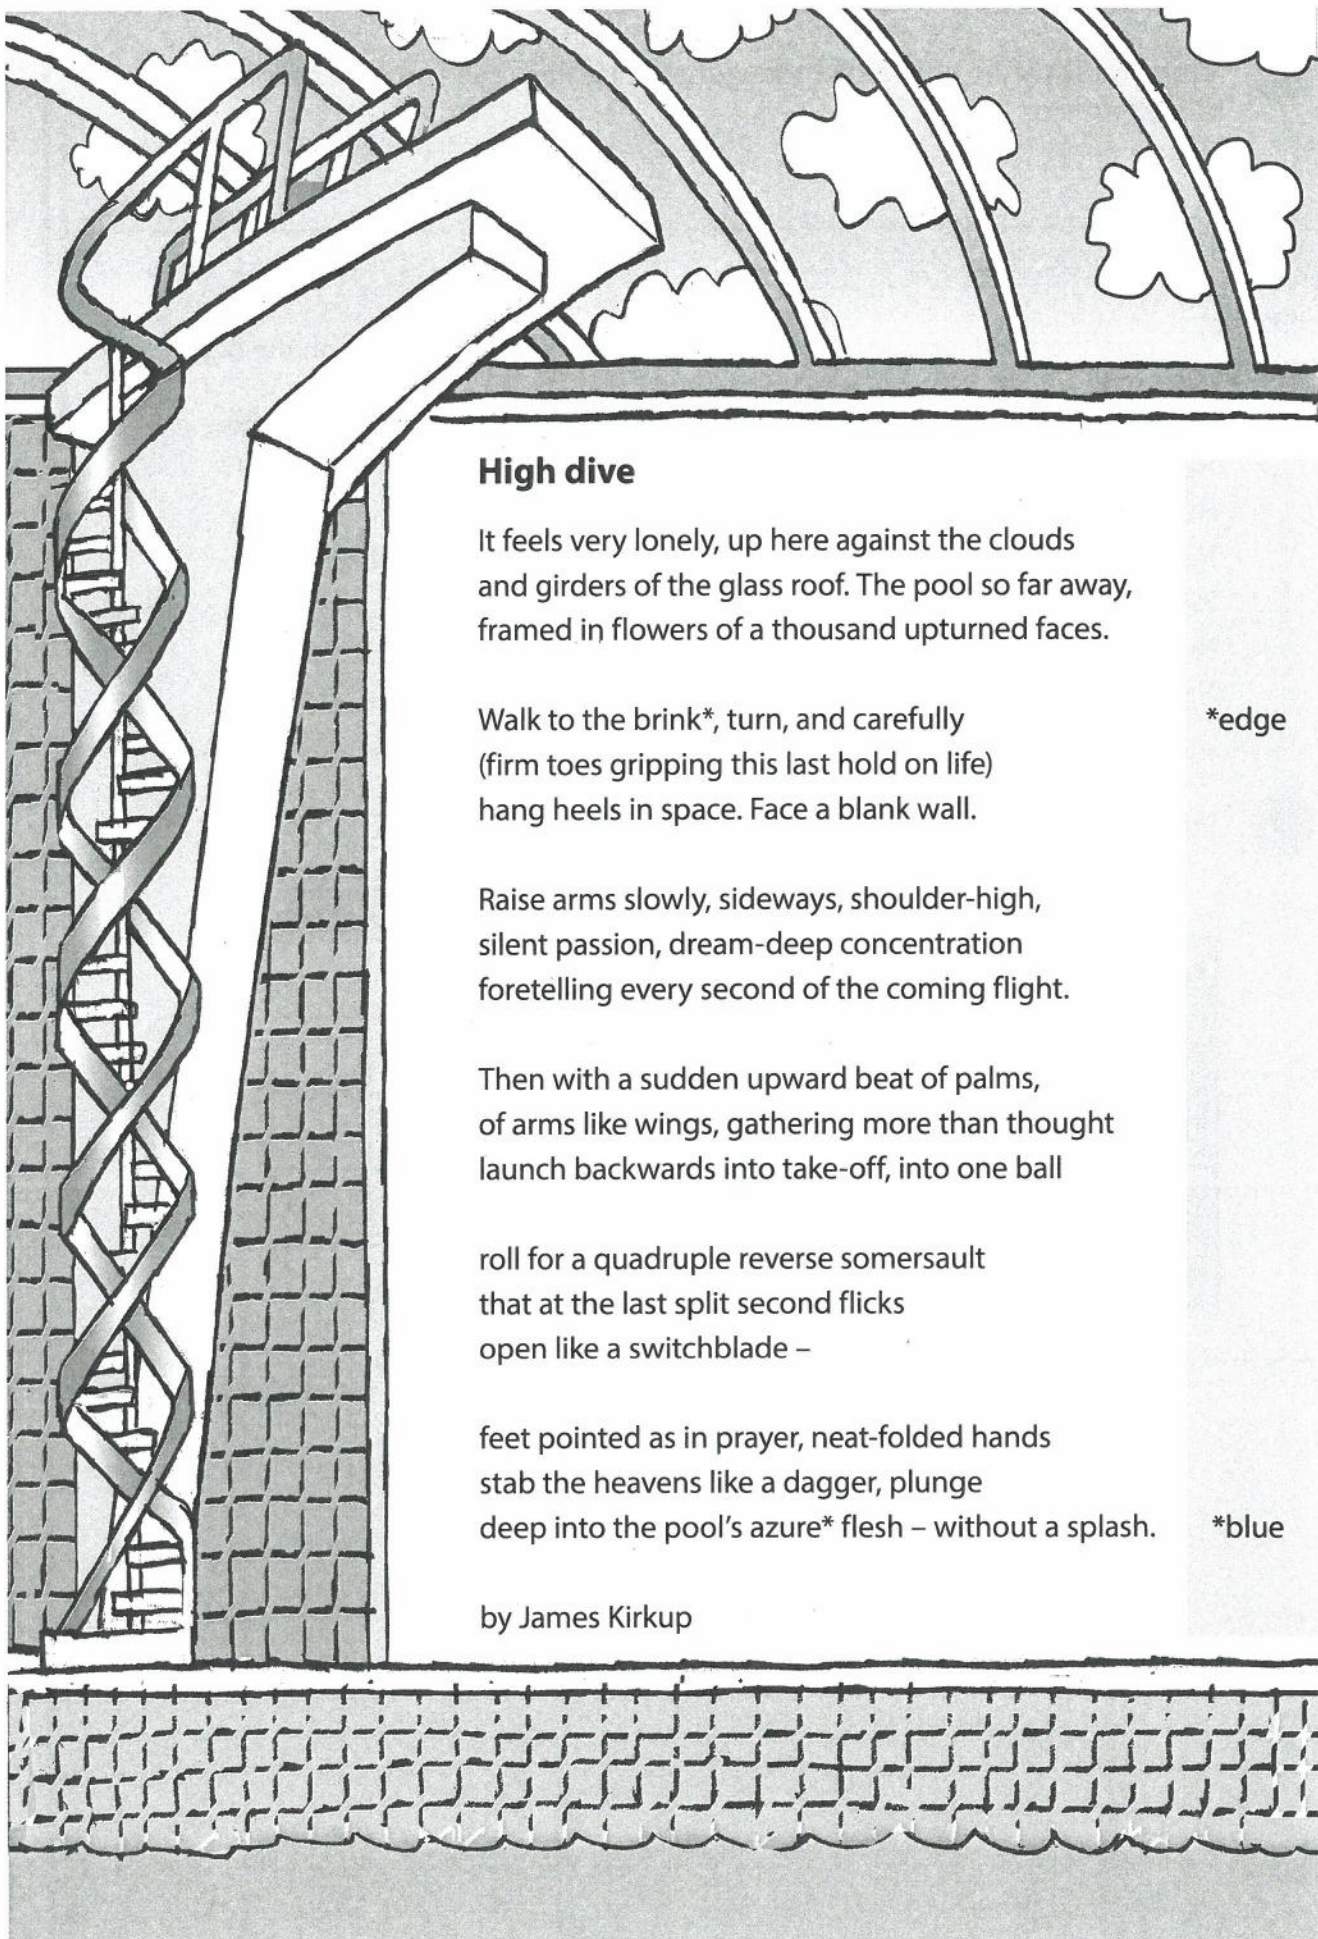 High dive
It feels very lonely, up here against the clouds
and girders of the glass roof. The pool so far away,
framed in flowers of a thousand upturned faces.
Walk to the brink*, turn, and carefully
*edge
(firm toes gripping this last hold on life)
hang heels in space. Face a blank wall.
Raise arms slowly, sideways, shoulder-high,
silent passion, dream-deep concentration
foretelling every second of the coming flight.
Then with a sudden upward beat of palms,
of arms like wings, gathering more than thought
launch backwards into take-off, into one ball
roll for a quadruple reverse somersault
that at the last split second flicks
open like a switchblade –
feet pointed as in prayer, neat-folded hands
stab the heavens like a dagger, plunge
deep into the pool's azure* flesh – without a splash.
*blue
by James Kirkup